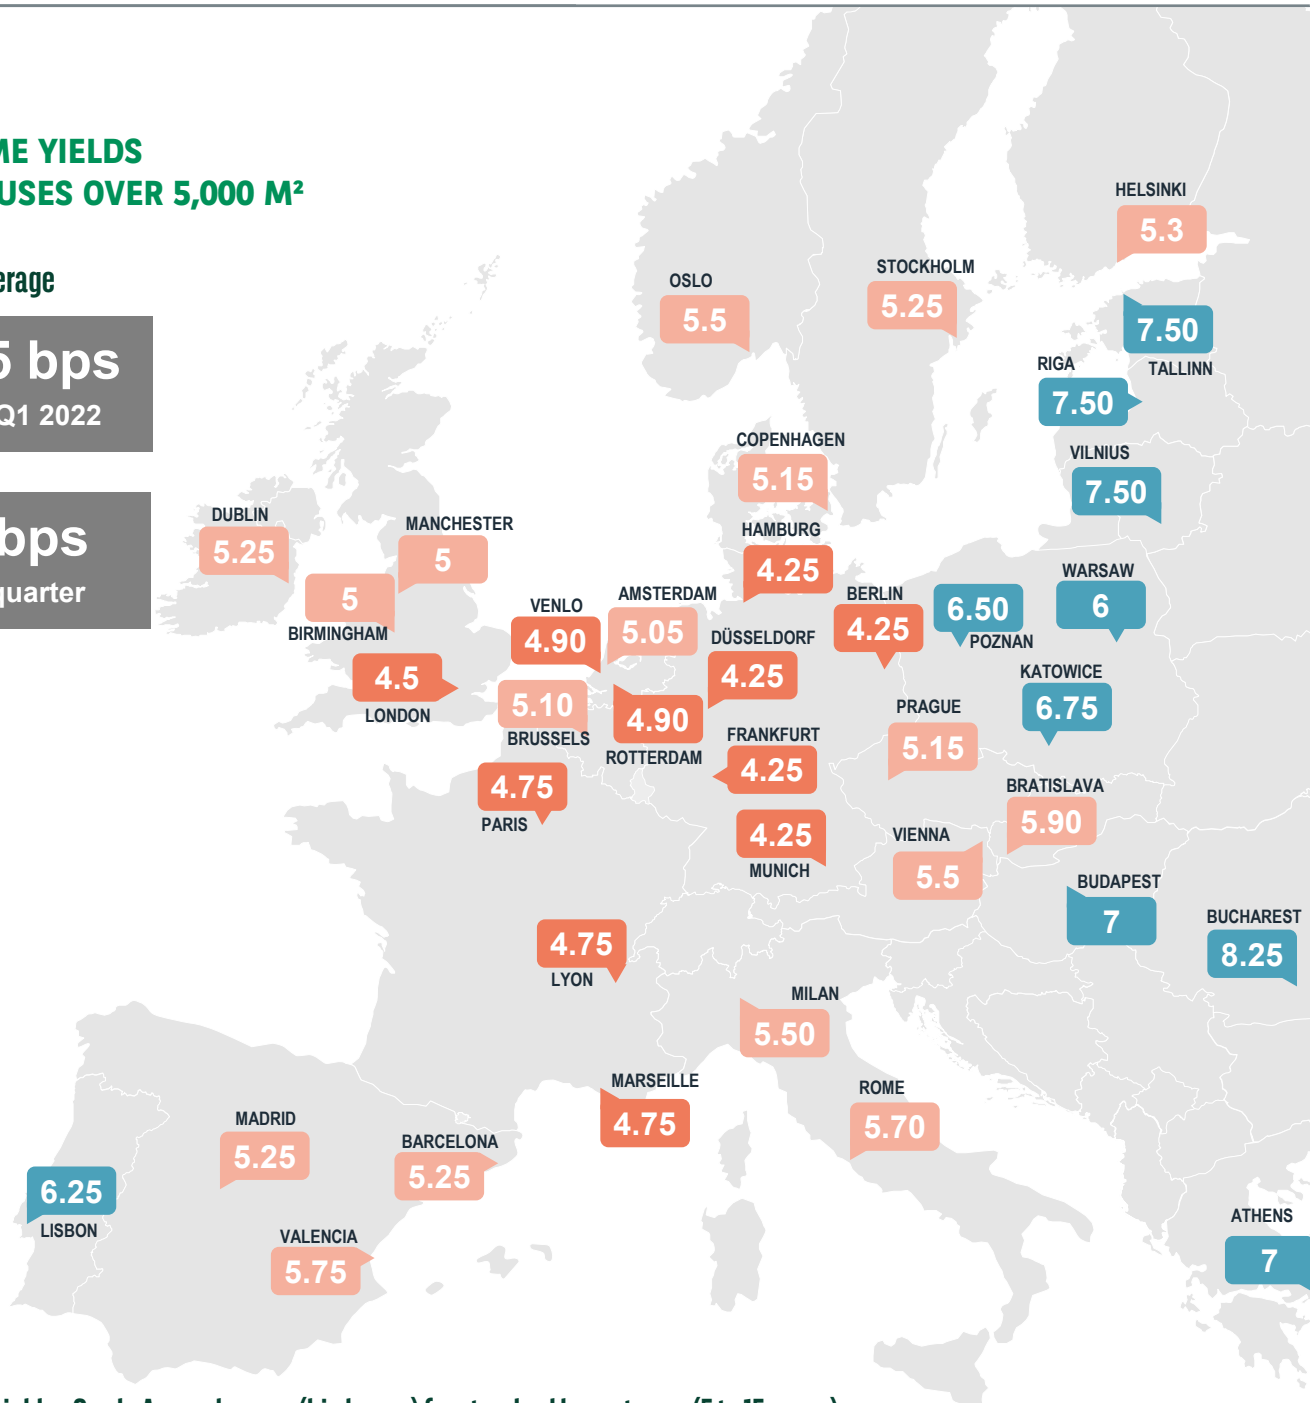 ME YIELDS
USES OVER 5,000 M²
erage
5 bps
Q1 2022
bps
quarter
HELSINKI
5.3
STOCKHOLM
5.25
OSLO
5.5
7.50
TALLINN
RIGA
7.50
VILNIUS
7.50
COPENHAGEN
5.15
DUBLIN
5.25
MANCHESTER
5
5
BIRMINGHAM
HAMBURG
4.25
VENLO
4.90
AMSTERDAM
5.05
BERLIN
4.25
6.50
POZNAN
WARSAW
6
4.5
LONDON
DÜSSELDORF
4.25
KATOWICE
6.75
5.10
BRUSSELS
4.90
ROTTERDAM
PRAGUE
5.15
FRANKFURT
4.25
4.75
PARIS
BRATISLAVA
5.90
4.25
MUNICH
VIENNA
5.5
BUDAPEST
7
BUCHAREST
8.25
4.75
LYON
MILAN
5.50
MARSEILLE
4.75
ROME
5.70
MADRID
5.25
BARCELONA
5.25
6.25
LISBON
VALENCIA
5.75
ATHENS
7